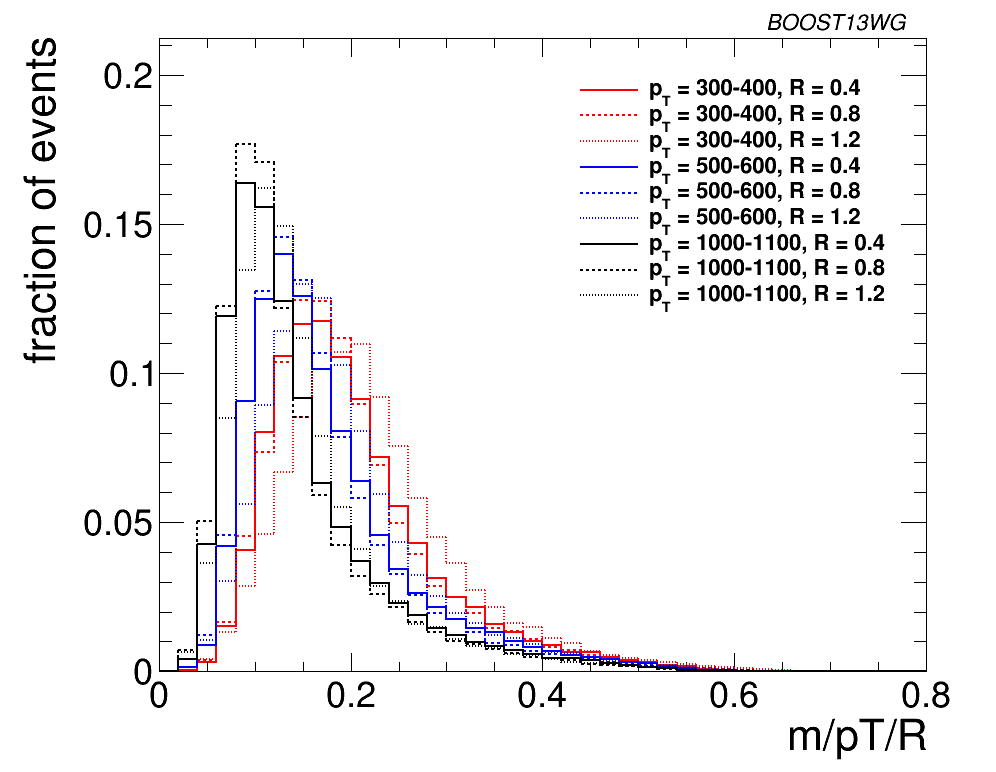 BOOST13WG
fraction of events
0.2
0.15
0.1
0.05
0
pT = 300-400, R = 0.4
pT = 300-400, R = 0.8
pT = 300-400, R = 1.2
pT = 500-600, R = 0.4
pT = 500-600, R = 0.8
pT = 500-600, R = 1.2
pT = 1000-1100, R = 0.4
pT = 1000-1100, R = 0.8
pT = 1000-1100, R = 1.2
0 0.2 0.4 0.6 0.8
m/pT/R